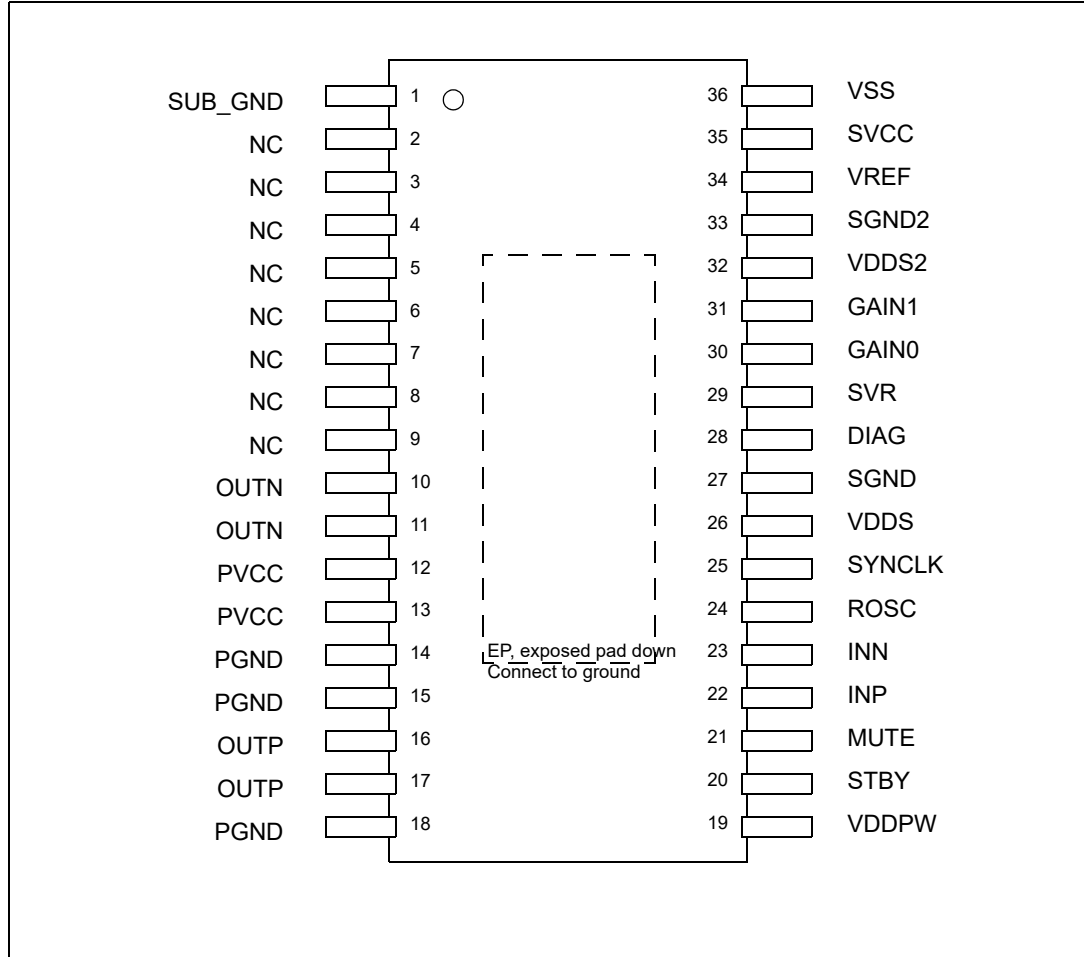 SUB_GND 1 36 VSS
NC 2 35 SVCC
NC 3 34 VREF
NC 4 33 SGND2
NC 5 32 VDDS2
NC 6 31 GAIN1
NC 7 30 GAIN0
NC 8 29 SVR
NC 9 28 DIAG
OUTN 10 27 SGND
OUTN 11 26 VDDS
PVCC 12 25 SYNCLK
PVCC 13 24 ROSC
PGND 14 EP, exposed pad down 23 INN
Connect to ground
PGND 15 22 INP
OUTP 16 21 MUTE
OUTP 17 20 STBY
PGND 18 19 VDDPW